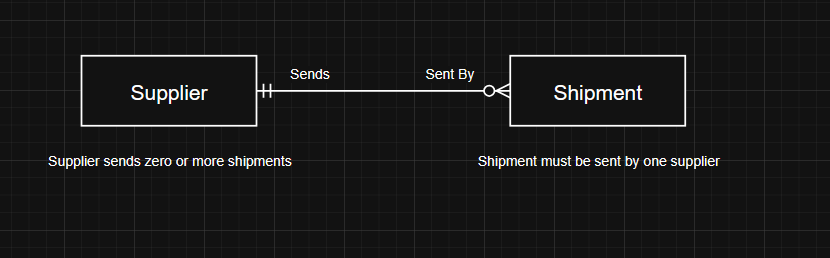 Sends
Sent By
Supplier
Shipment
Supplier sends zero or more shipments
Shipment must be sent by one supplier